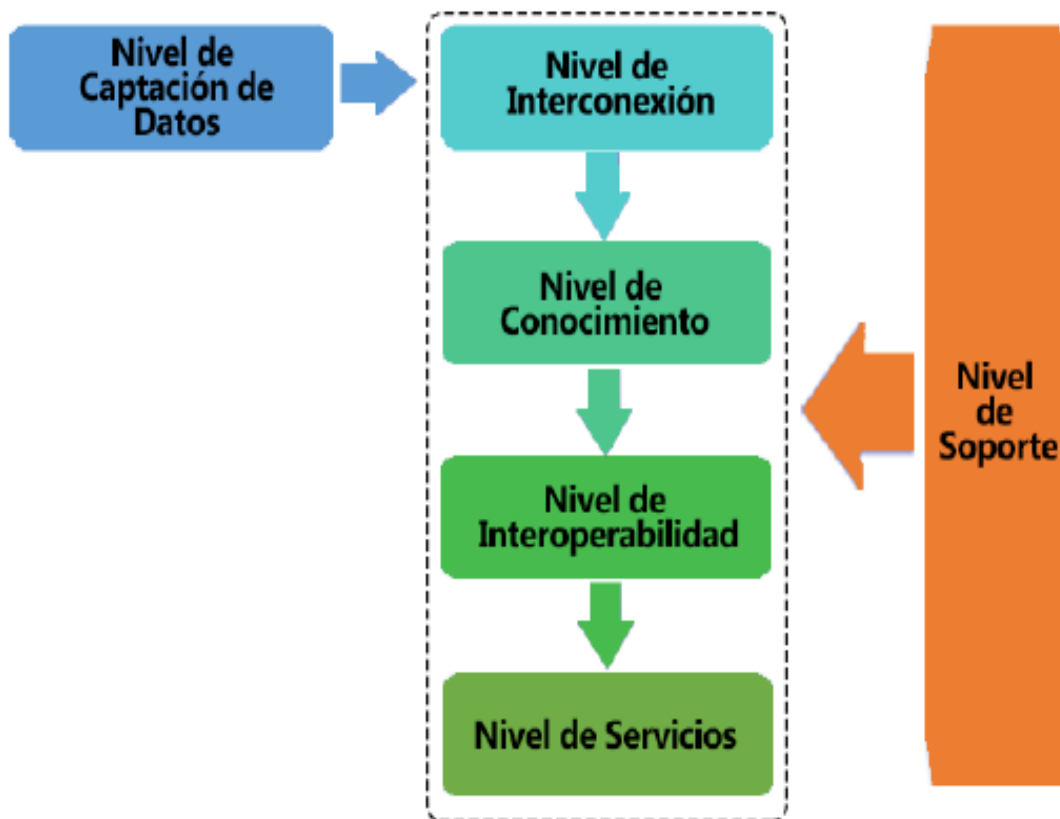 Nivel de
Captación de
Datos
Nivel de
Interconexión
Nivel de
Conocimiento
Nivel de
Interoperabilidad
Nivel de Servicios
Nivel
de
Soporte